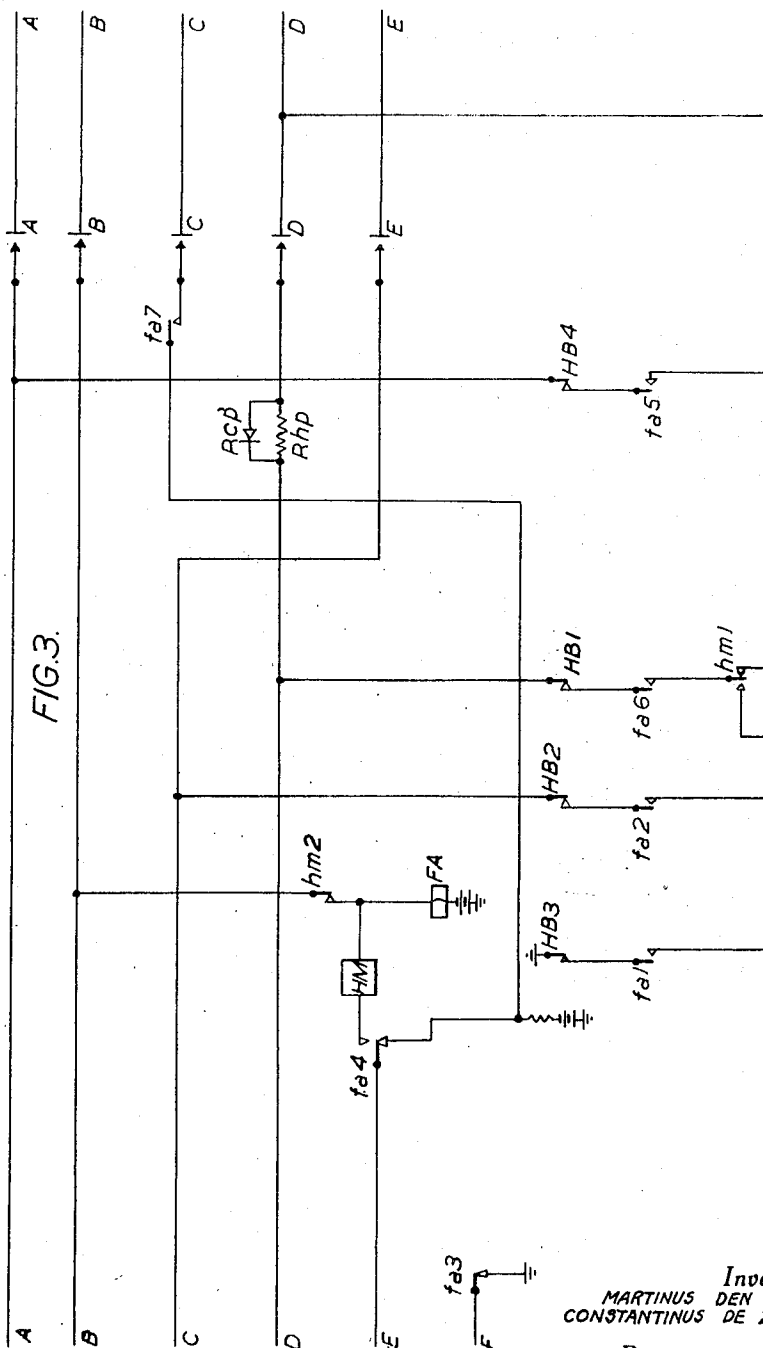 FIG.3.
A
A
A
B
B
B
C
C
C
D
D
D
E
E
E
F
fa7
Rcp
Rhp
HB4
fa5
HB1
fa6
hm1
HB2
fa2
hm2
FA
HB3
fa1
HM
fa4
fa3
MARTINUS DEN
CONSTANTINUS DE